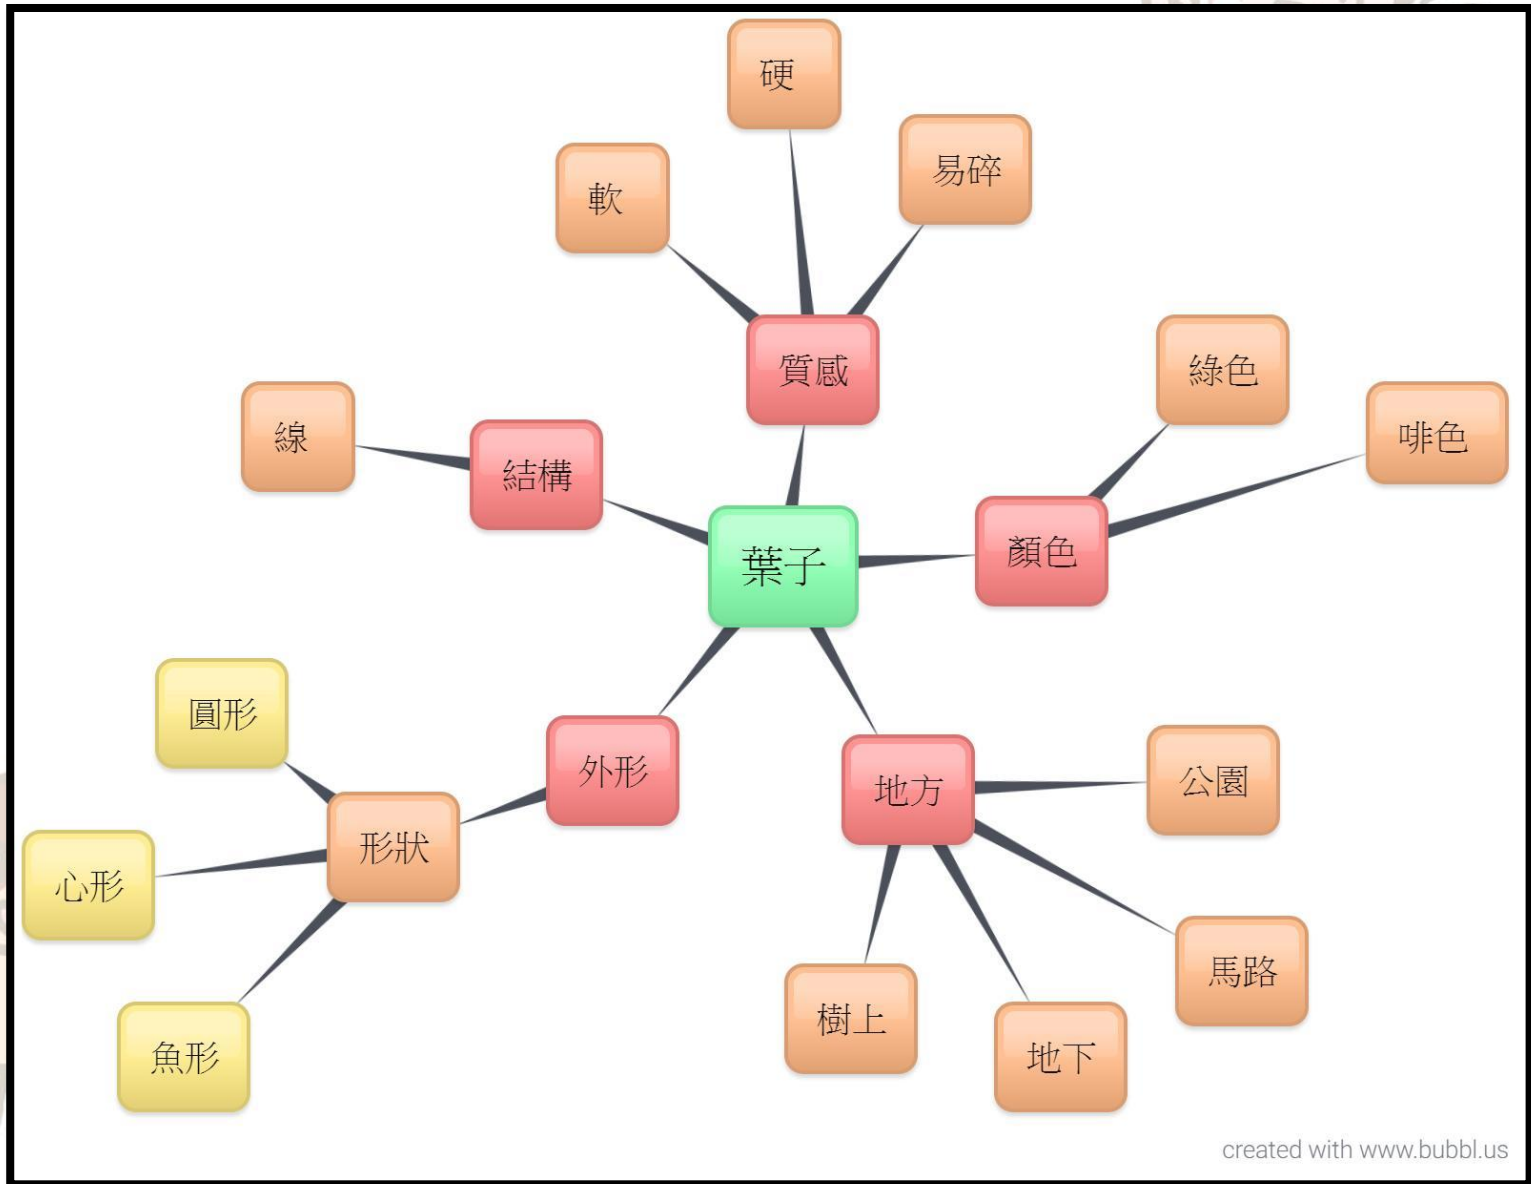 硬
易碎
軟
質感
綠色
啡色
線
結構
顏色
葉子
圓形
外形
地方
公園
形狀
心形
馬路
樹上
地下
魚形
created with www.bubbl.us